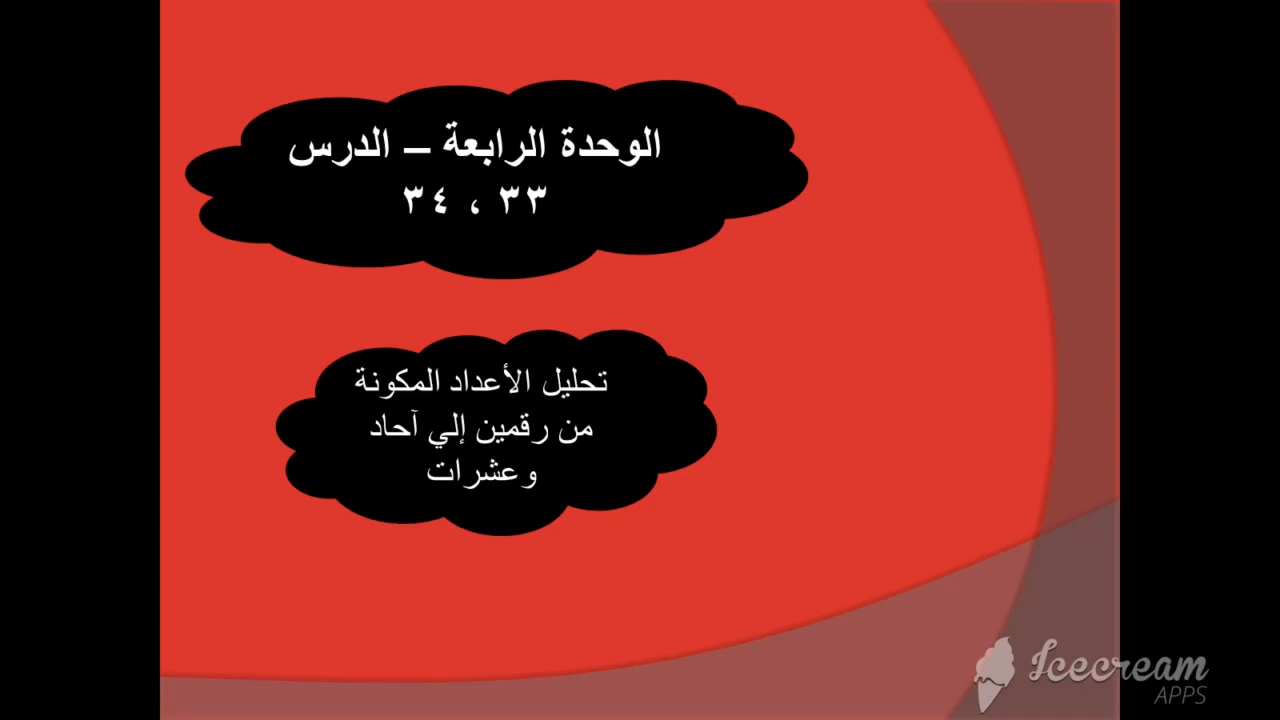 الوحدة الرابعة – الدرس
٣٣ ، ٣٤
تحليل الأعداد المكونة
من رقمين إلي آحاد
وعشرات
Icecream
APPS